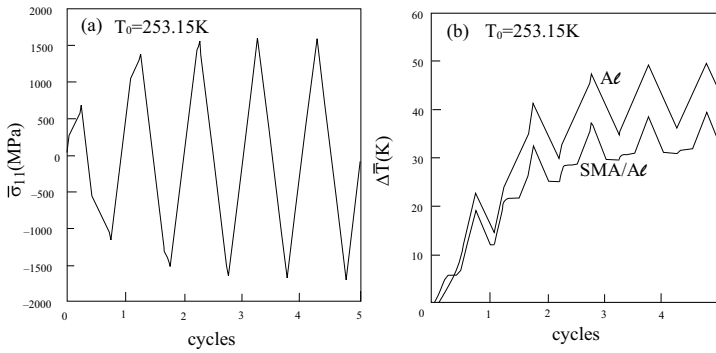 (a) T₀=253.15K
2000
1500
1000
500
0
−500
−1000
−1500
−2000
σ̅₁₁(MPa)
0 1 2 3 4 5
cycles
(b) T₀=253.15K
60
50
40
30
20
10
ΔT̅(K)
Aℓ
SMA/Aℓ
0 1 2 3 4
cycles